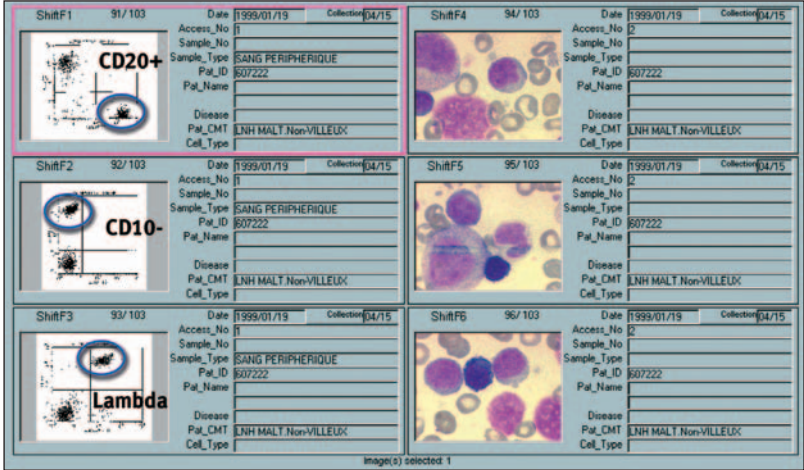 ShiftF1 91/103 Date 1999/01/19 Collection 04/15
Access_No 1
Sample_No
Sample_Type SANG PERIPHERIQUE
Pat_ID 607222
Pat_Name
Disease
Pat_CMT LNH MALT.Non-VILLEUX
Cell_Type
CD20+
ShiftF4 94/103 Date 1999/01/19 Collection 04/15
Access_No 2
Sample_No
Sample_Type
Pat_ID 607222
Pat_Name
Disease
Pat_CMT LNH MALT.Non-VILLEUX
Cell_Type
ShiftF2 92/103 Date 1999/01/19 Collection 04/15
Access_No 1
Sample_No
Sample_Type SANG PERIPHERIQUE
Pat_ID 607222
Pat_Name
Disease
Pat_CMT LNH MALT.Non-VILLEUX
Cell_Type
CD10-
ShiftF5 95/103 Date 1999/01/19 Collection 04/15
Access_No 2
Sample_No
Sample_Type
Pat_ID 607222
Pat_Name
Disease
Pat_CMT LNH MALT.Non-VILLEUX
Cell_Type
ShiftF3 93/103 Date 1999/01/19 Collection 04/15
Access_No 1
Sample_No
Sample_Type SANG PERIPHERIQUE
Pat_ID 607222
Pat_Name
Disease
Pat_CMT LNH MALT.Non-VILLEUX
Cell_Type
Lambda
ShiftF6 96/103 Date 1999/01/19 Collection 04/15
Access_No 2
Sample_No
Sample_Type
Pat_ID 607222
Pat_Name
Disease
Pat_CMT LNH MALT.Non-VILLEUX
Cell_Type
Image(s) selected: 1